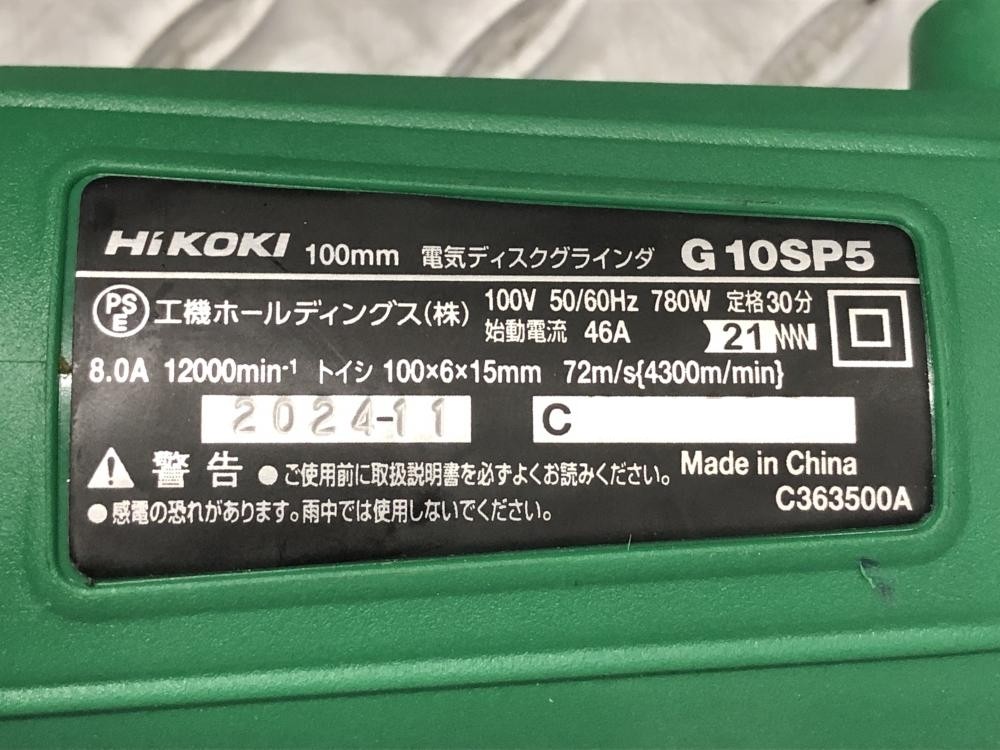 HiKOKI 100mm 電気ディスクグラインダ G 10SP5
PSE 工機ホールディングス(株) 100V 50/60Hz 780W 定格30分
始動電流 46A 21
8.0A 12000min⁻¹ トイシ 100×6×15mm 72m/s{4300m/min}
2024-11 C
警告 ●ご使用前に取扱説明書を必ずよくお読みください。 Made in China
●感電の恐れがあります。雨中では使用しないでください。 C363500A